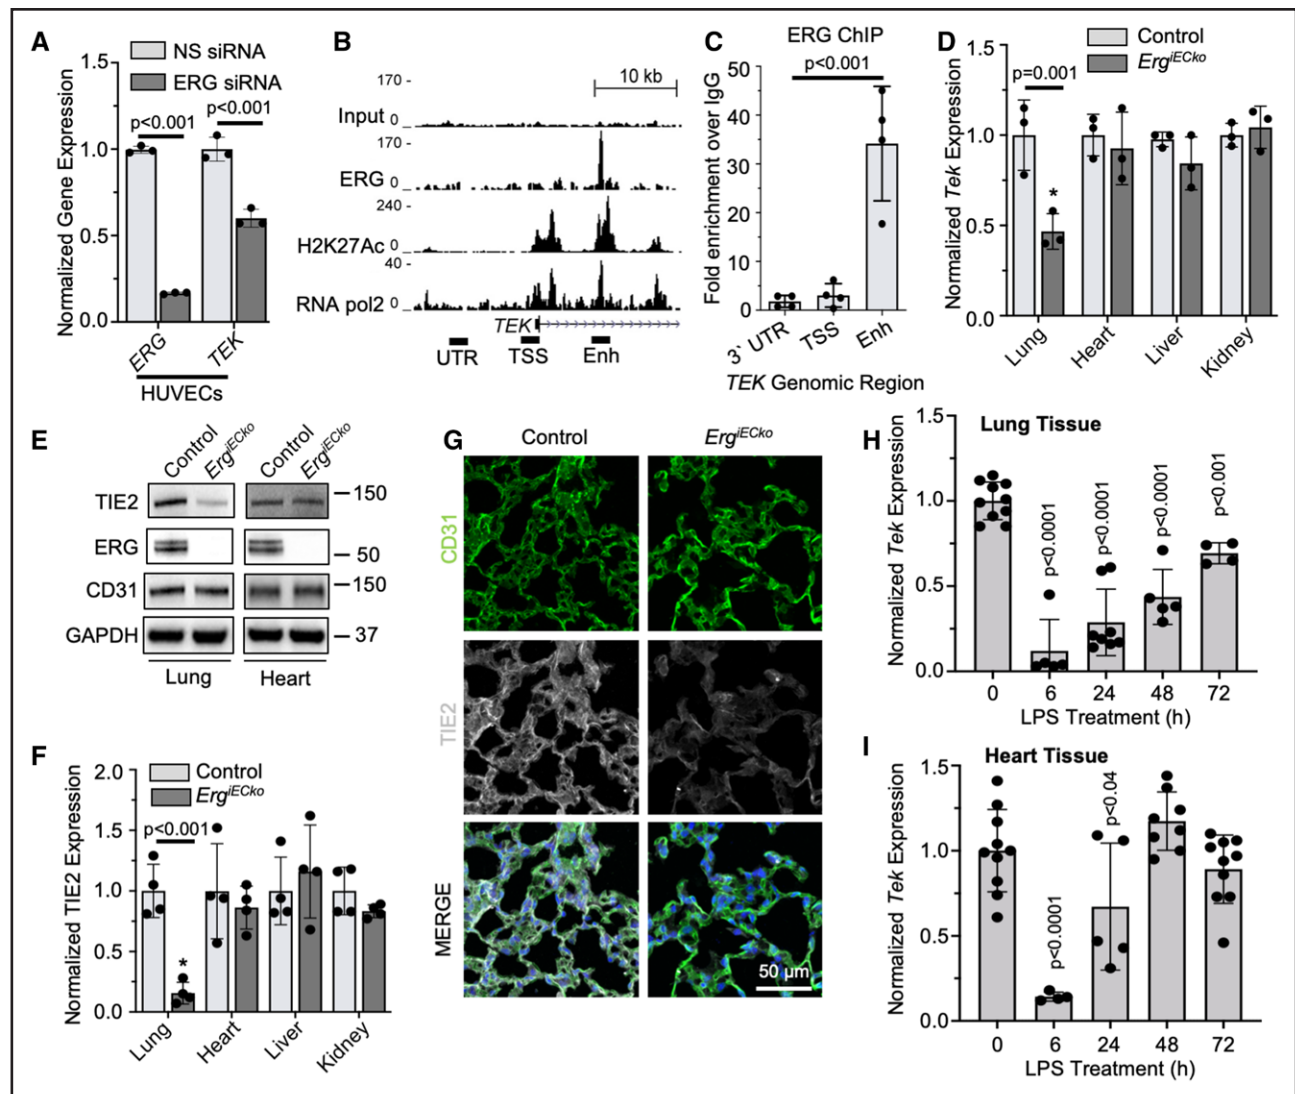 A
NS siRNA
ERG siRNA
Normalized Gene Expression
1.5
1.0
0.5
0.0
p<0.001
p<0.001
ERG
TEK
HUVECs
B
10 kb
170
Input 0
170
ERG 0
240
H2K27Ac 0
40
RNA pol2 0
TEK
UTR
TSS
Enh
C
ERG ChIP
p<0.001
Fold enrichment over IgG
50
40
30
20
10
0
3` UTR
TSS
Enh
TEK Genomic Region
D
Control
Erg^iECko
Normalized Tek Expression
1.5
1.0
0.5
0.0
p=0.001
*
Lung
Heart
Liver
Kidney
E
Control
Erg^iECko
Control
Erg^iECko
TIE2
150
ERG
50
CD31
150
GAPDH
37
Lung
Heart
F
Control
Erg^iECko
Normalized TIE2 Expression
2.0
1.5
1.0
0.5
0.0
p<0.001
*
Lung
Heart
Liver
Kidney
G
Control
Erg^iECko
CD31
TIE2
MERGE
50 µm
H
Lung Tissue
Normalized Tek Expression
1.5
1.0
0.5
0.0
p<0.0001
p<0.0001
p<0.0001
p<0.001
0
6
24
48
72
LPS Treatment (h)
I
Heart Tissue
Normalized Tek Expression
1.5
1.0
0.5
0.0
p<0.0001
p<0.04
0
6
24
48
72
LPS Treatment (h)